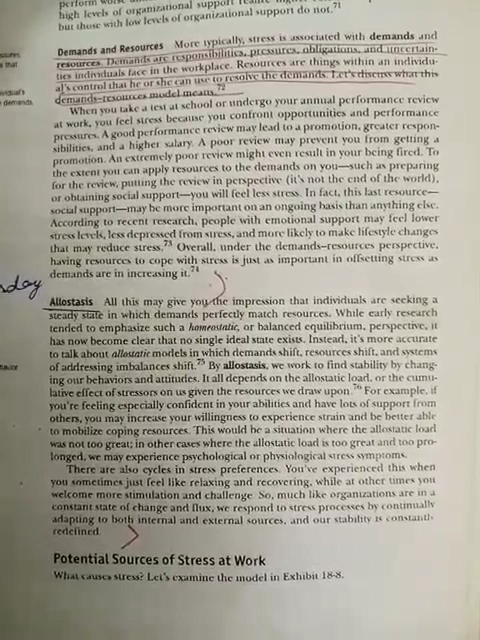 high levels of organizational support
but those with low levels of organizational support do not.71
Demands and Resources More typically, stress is associated with demands and
resources. Demands are responsibilities, pressures, obligations, and uncertain-
ties individuals face in the workplace. Resources are things within an individu-
al's control that he or she can use to resolve the demands. Let's discuss what this
demands–resources model means.72
When you take a test at school or undergo your annual performance review
at work, you feel stress because you confront opportunities and performance
pressures. A good performance review may lead to a promotion, greater respon-
sibilities, and a higher salary. A poor review may prevent you from getting a
promotion. An extremely poor review might even result in your being fired. To
the extent you can apply resources to the demands on you—such as preparing
for the review, putting the review in perspective (it's not the end of the world),
or obtaining social support—you will feel less stress. In fact, this last resource—
social support—may be more important on an ongoing basis than anything else.
According to recent research, people with emotional support may feel lower
stress levels, less depressed from stress, and more likely to make lifestyle changes
that may reduce stress.73 Overall, under the demands–resources perspective,
having resources to cope with stress is just as important in offsetting stress as
demands are in increasing it.74
Allostasis All this may give you the impression that individuals are seeking a
steady state in which demands perfectly match resources. While early research
tended to emphasize such a homeostatic, or balanced equilibrium, perspective, it
has now become clear that no single ideal state exists. Instead, it's more accurate
to talk about allostatic models in which demands shift, resources shift, and systems
of addressing imbalances shift.75 By allostasis, we work to find stability by chang-
ing our behaviors and attitudes. It all depends on the allostatic load, or the cumu-
lative effect of stressors on us given the resources we draw upon.76 For example, if
you're feeling especially confident in your abilities and have lots of support from
others, you may increase your willingness to experience strain and be better able
to mobilize coping resources. This would be a situation where the allostatic load
was not too great; in other cases where the allostatic load is too great and too pro-
longed, we may experience psychological or physiological stress symptoms.
There are also cycles in stress preferences. You've experienced this when
you sometimes just feel like relaxing and recovering, while at other times you
welcome more stimulation and challenge So, much like organizations are in a
constant state of change and flux, we respond to stress processes by continually
adapting to both internal and external sources, and our stability is constantly
redefined.
Potential Sources of Stress at Work
What causes stress? Let's examine the model in Exhibit 18-8.